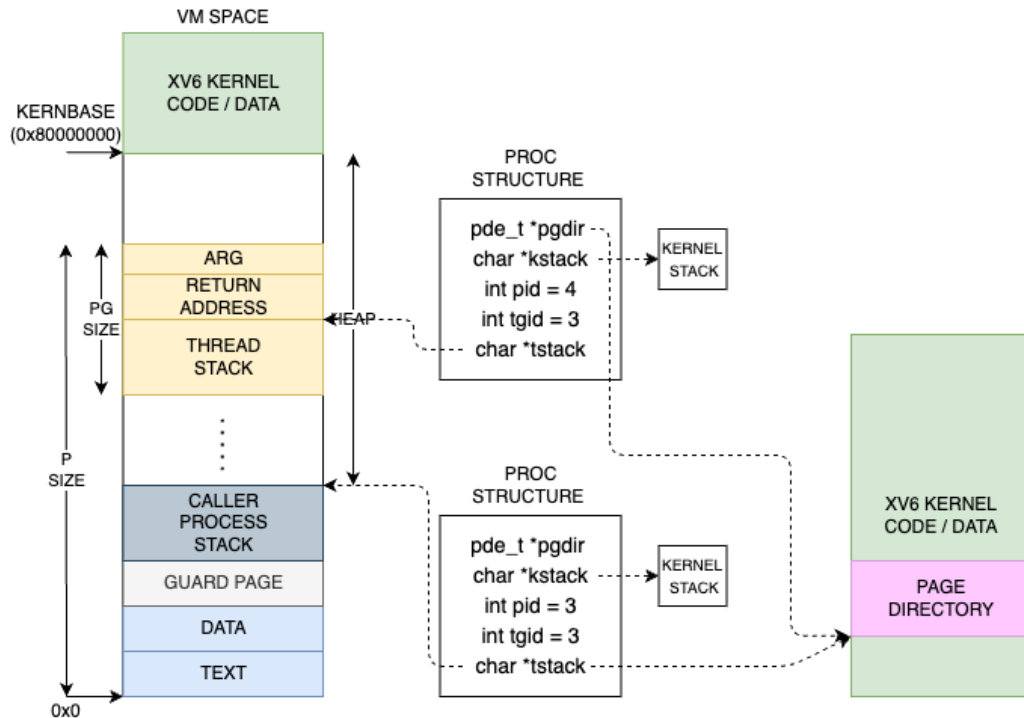 VM SPACE
XV6 KERNEL
CODE / DATA
KERNBASE
(0x80000000)
ARG
RETURN
ADDRESS
THREAD
STACK
PG
SIZE
HEAP
P
SIZE
CALLER
PROCESS
STACK
GUARD PAGE
DATA
TEXT
0x0
PROC
STRUCTURE
pde_t *pgdir
char *kstack
int pid = 4
int tgid = 3
char *tstack
KERNEL
STACK
PROC
STRUCTURE
pde_t *pgdir
char *kstack
int pid = 3
int tgid = 3
char *tstack
KERNEL
STACK
XV6 KERNEL
CODE / DATA
PAGE
DIRECTORY